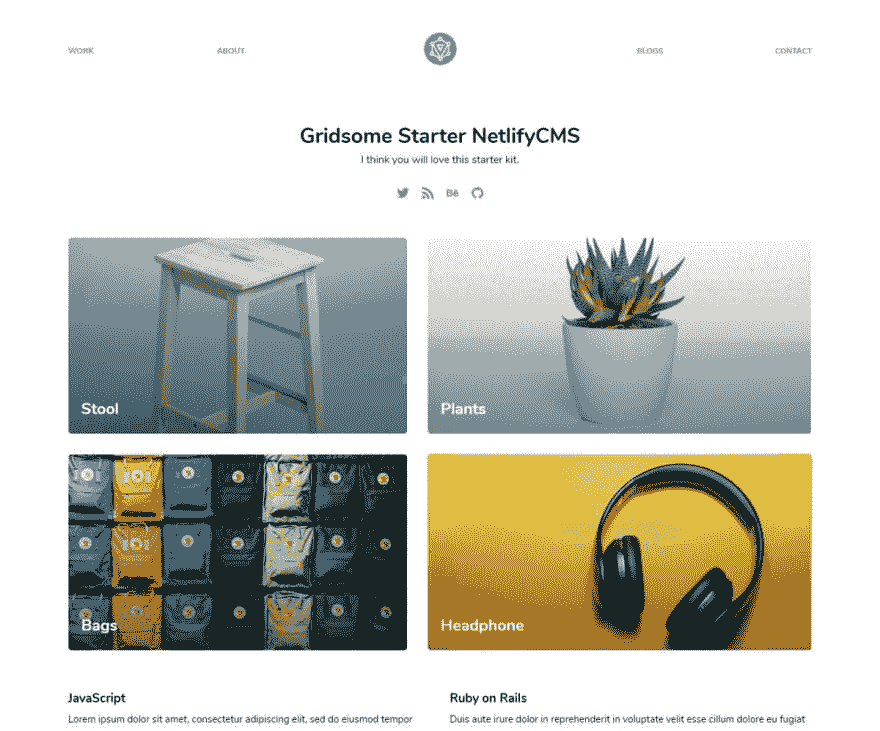 WORK ABOUT BLOGS CONTACT
Gridsome Starter NetlifyCMS
I think you will love this starter kit.
Bē
Stool
Plants
Bags
Headphone
JavaScript
Lorem ipsum dolor sit amet, consectetur adipiscing elit, sed do eiusmod tempor
Ruby on Rails
Duis aute irure dolor in reprehenderit in voluptate velit esse cillum dolore eu fugiat